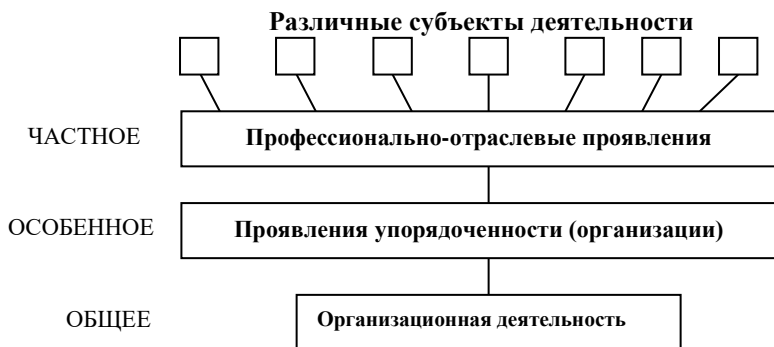 Различные субъекты деятельности
ЧАСТНОЕ
Профессионально-отраслевые проявления
ОСОБЕННОЕ
Проявления упорядоченности (организации)
ОБЩЕЕ
Организационная деятельность